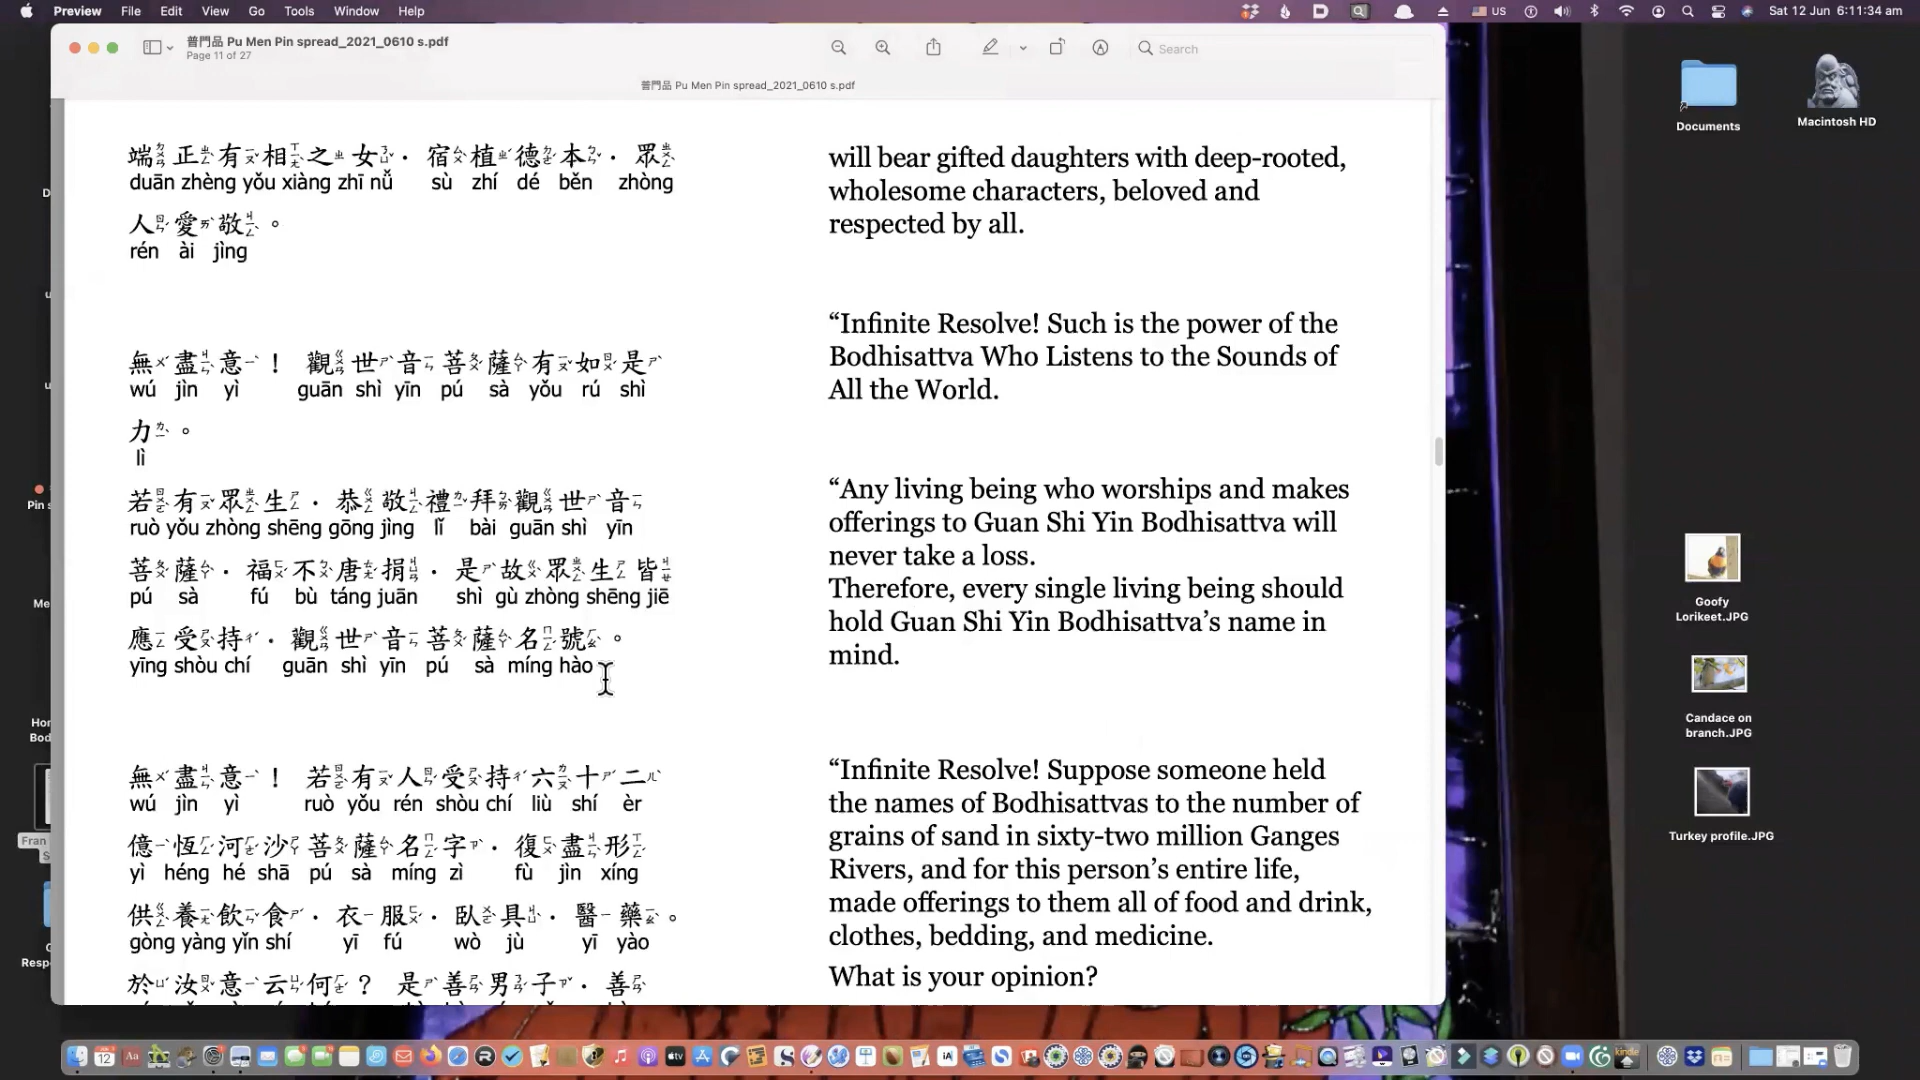 Preview File Edit View Go Tools Window Help
US
Sat 12 Jun 6:11:34 am
普門品 Pu Men Pin spread_2021_0610 s.pdf
Page 11 of 27
Search
普門品 Pu Men Pin spread_2021_0610 s.pdf
端正有相之女．宿植德本．眾
duān zhèng yǒu xiàng zhī nǚ sù zhí dé běn zhòng
人愛敬。
rén ài jìng
無盡意！觀世音菩薩有如是
wú jìn yì guān shì yīn pú sà yǒu rú shì
力。
lì
若有眾生．恭敬禮拜觀世音
ruò yǒu zhòng shēng gōng jìng lǐ bài guān shì yīn
菩薩．福不唐捐．是故眾生皆
pú sà fú bù táng juān shì gù zhòng shēng jiē
應受持．觀世音菩薩名號。
yīng shòu chí guān shì yīn pú sà míng hào
無盡意！若有人受持六十二
wú jìn yì ruò yǒu rén shòu chí liù shí èr
億恆河沙菩薩名字．復盡形
yì héng hé shā pú sà míng zì fù jìn xíng
供養飲食．衣服．臥具．醫藥。
gòng yàng yǐn shí yī fú wò jù yī yào
於汝意云何？是善男子．善
will bear gifted daughters with deep-rooted,
wholesome characters, beloved and
respected by all.
“Infinite Resolve! Such is the power of the
Bodhisattva Who Listens to the Sounds of
All the World.
“Any living being who worships and makes
offerings to Guan Shi Yin Bodhisattva will
never take a loss.
Therefore, every single living being should
hold Guan Shi Yin Bodhisattva’s name in
mind.
“Infinite Resolve! Suppose someone held
the names of Bodhisattvas to the number of
grains of sand in sixty-two million Ganges
Rivers, and for this person’s entire life,
made offerings to them all of food and drink,
clothes, bedding, and medicine.
What is your opinion?
Documents
Macintosh HD
Goofy
Lorikeet.JPG
Candace on
branch.JPG
Turkey profile.JPG
Pin s
Me
Hon
Bod
Fran
S
G
Resp